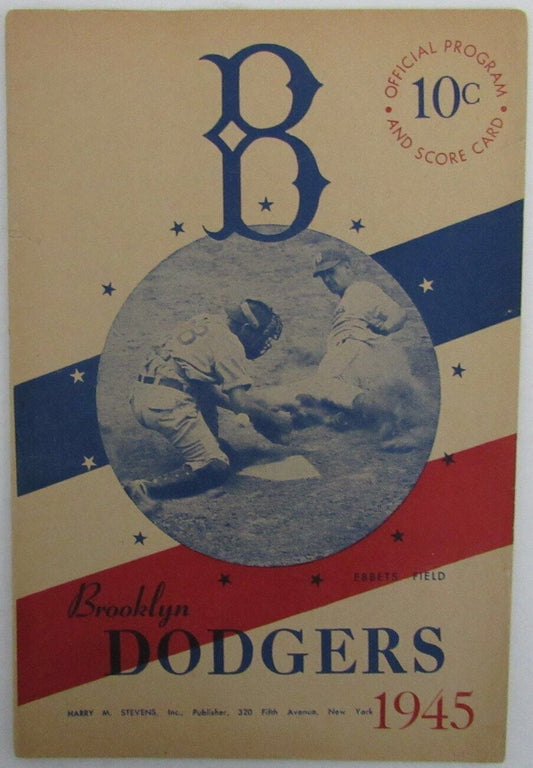 B
OFFICIAL PROGRAM
10c
AND SCORE CARD
8
EBBETS FIELD
Brooklyn
DODGERS
HARRY M. STEVENS, Inc., Publisher, 320 Fifth Avenue, New York
1945